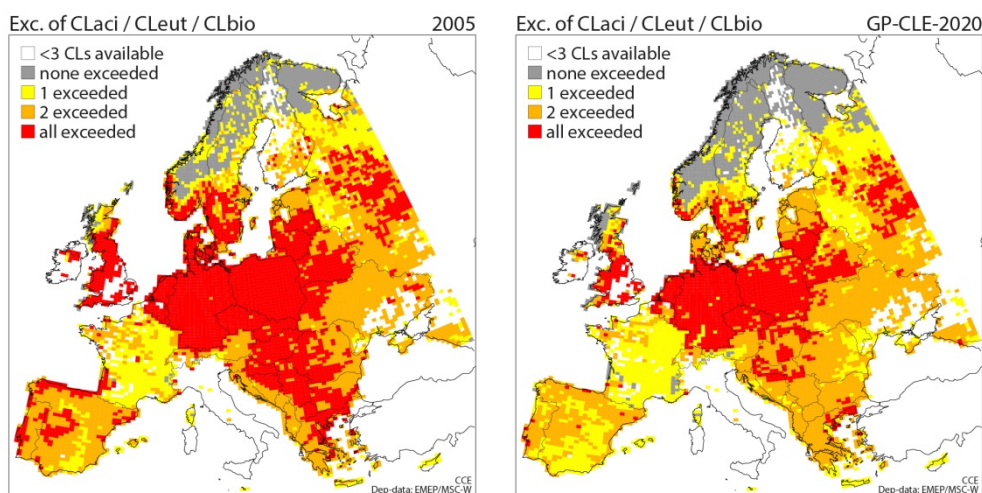 Exc. of CLaci / CLeut / CLbio 2005
<3 CLs available
none exceeded
1 exceeded
2 exceeded
all exceeded
CCE
Dep-data: EMEP/MSC-W
Exc. of CLaci / CLeut / CLbio GP-CLE-2020
<3 CLs available
none exceeded
1 exceeded
2 exceeded
all exceeded
CCE
Dep-data: EMEP/MSC-W